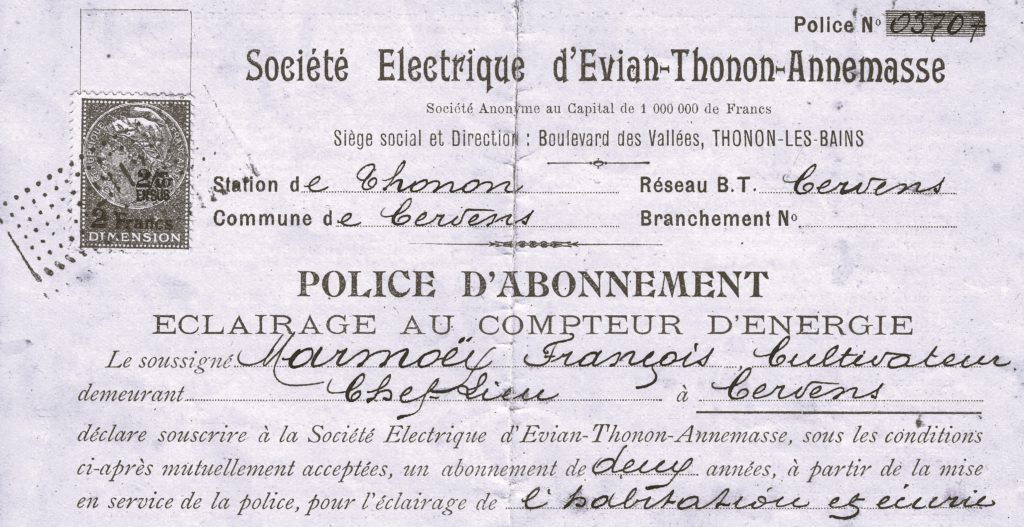 Police N° 03707
Société Electrique d'Evian-Thonon-Annemasse
Société Anonyme au Capital de 1 000 000 de Francs
Siège social et Direction : Boulevard des Vallées, THONON-LES-BAINS
25%
EN SUS
2 Francs
DIMENSION
Station de Thonon Réseau B.T. Cervens
Commune de Cervens Branchement N°
POLICE D'ABONNEMENT
ECLAIRAGE AU COMPTEUR D'ENERGIE
Le soussigné Marmoëx François, Cultivateur
demeurant Chef-Lieu à Cervens
déclare souscrire à la Société Electrique d'Evian-Thonon-Annemasse, sous les conditions
ci-après mutuellement acceptées, un abonnement de deux années, à partir de la mise
en service de la police, pour l'éclairage de l'habitation et écurie